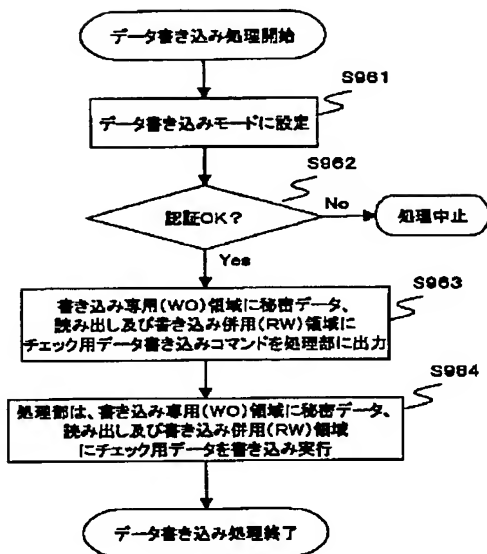 データ書き込み処理開始
S961
データ書き込みモードに設定
S962
認証OK?
No
処理中止
Yes
S963
書き込み専用(WO)領域に秘密データ、
読み出し及び書き込み併用(RW)領域に
チェック用データ書き込みコマンドを処理部に出力
S964
処理部は、書き込み専用(WO)領域に秘密データ、
読み出し及び書き込み併用(RW)領域
にチェック用データを書き込み実行
データ書き込み処理終了